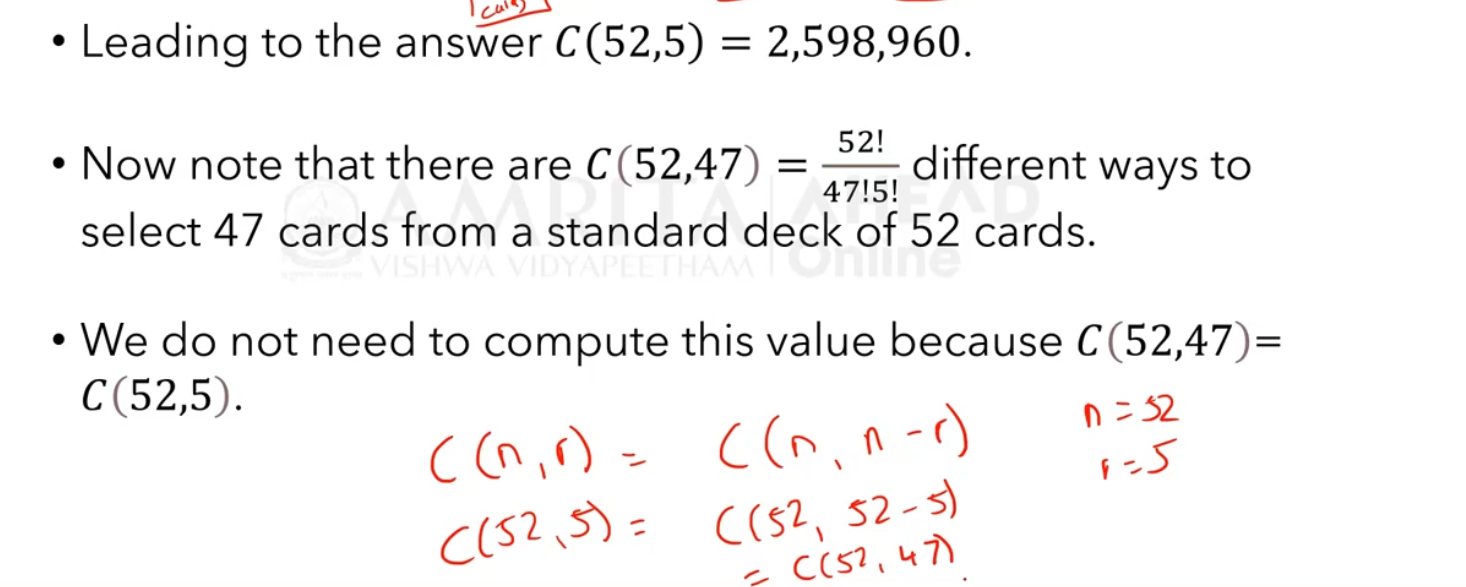 cards
• Leading to the answer C(52,5) = 2,598,960.
• Now note that there are C(52,47) = 52!/47!5! different ways to
select 47 cards from a standard deck of 52 cards.
AMRITA AHEAD
VISHWA VIDYAPEETHAM Online
• We do not need to compute this value because C(52,47)=
C(52,5).
C(n,r) = C(n, n-r) n=52
r=5
C(52,5) = C(52, 52-5)
= C(52,47).